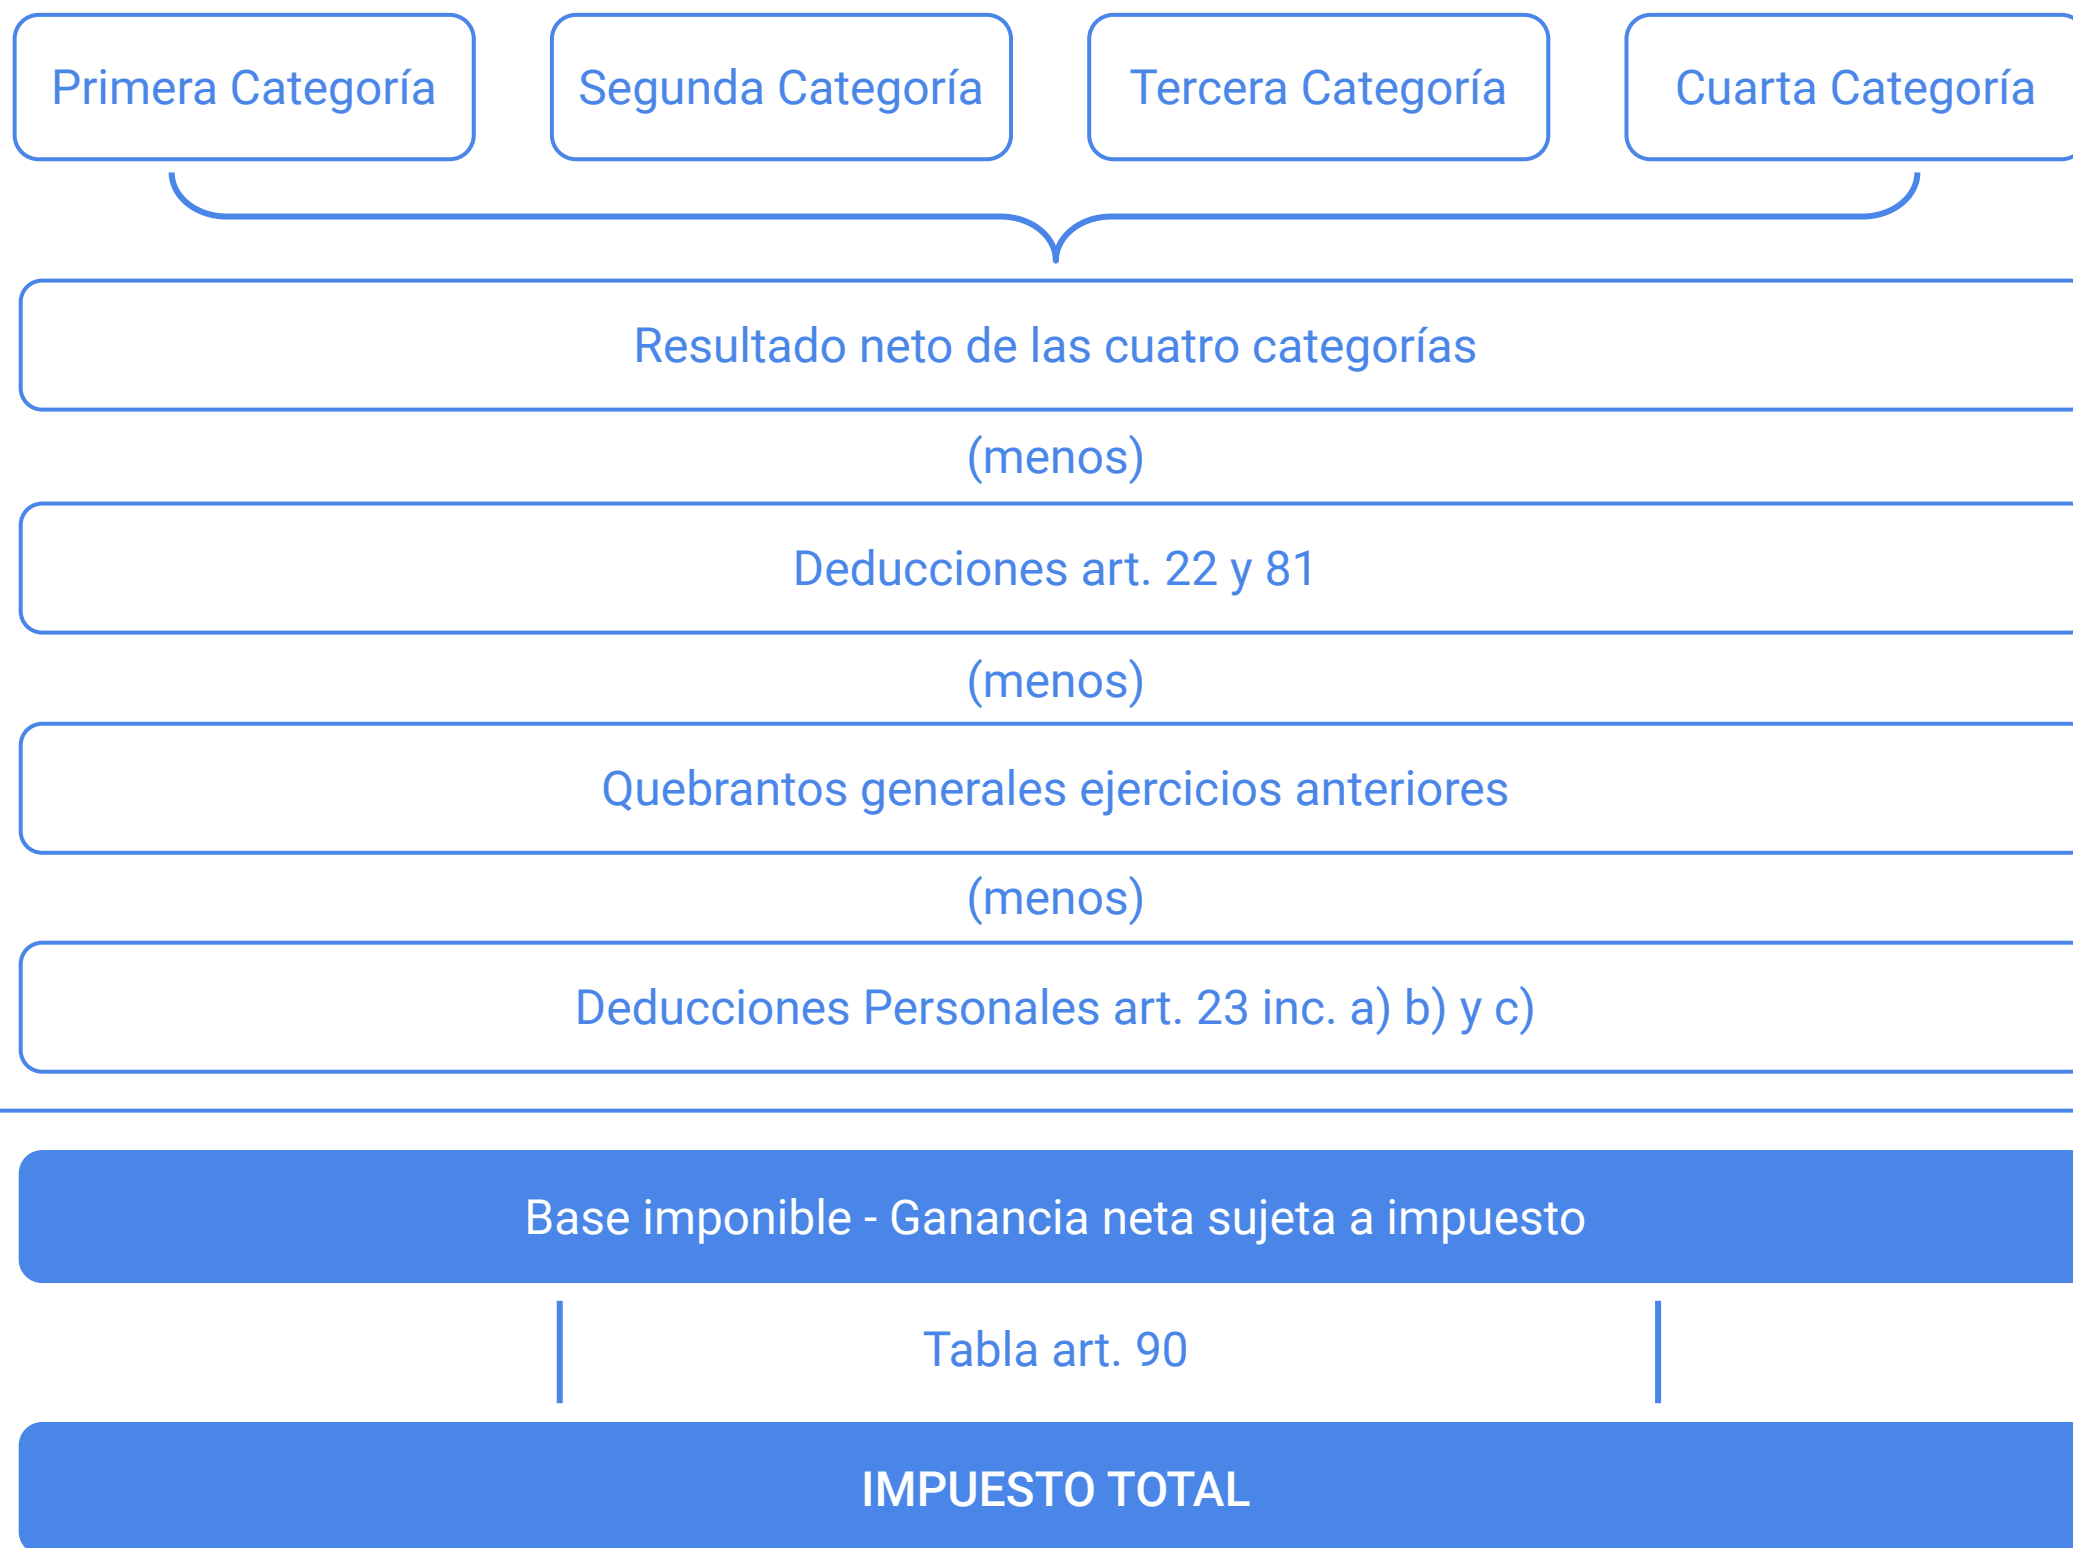 Primera Categoría
Segunda Categoría
Tercera Categoría
Cuarta Categoría
Resultado neto de las cuatro categorías
(menos)
Deducciones art. 22 y 81
(menos)
Quebrantos generales ejercicios anteriores
(menos)
Deducciones Personales art. 23 inc. a) b) y c)
Base imponible - Ganancia neta sujeta a impuesto
Tabla art. 90
IMPUESTO TOTAL